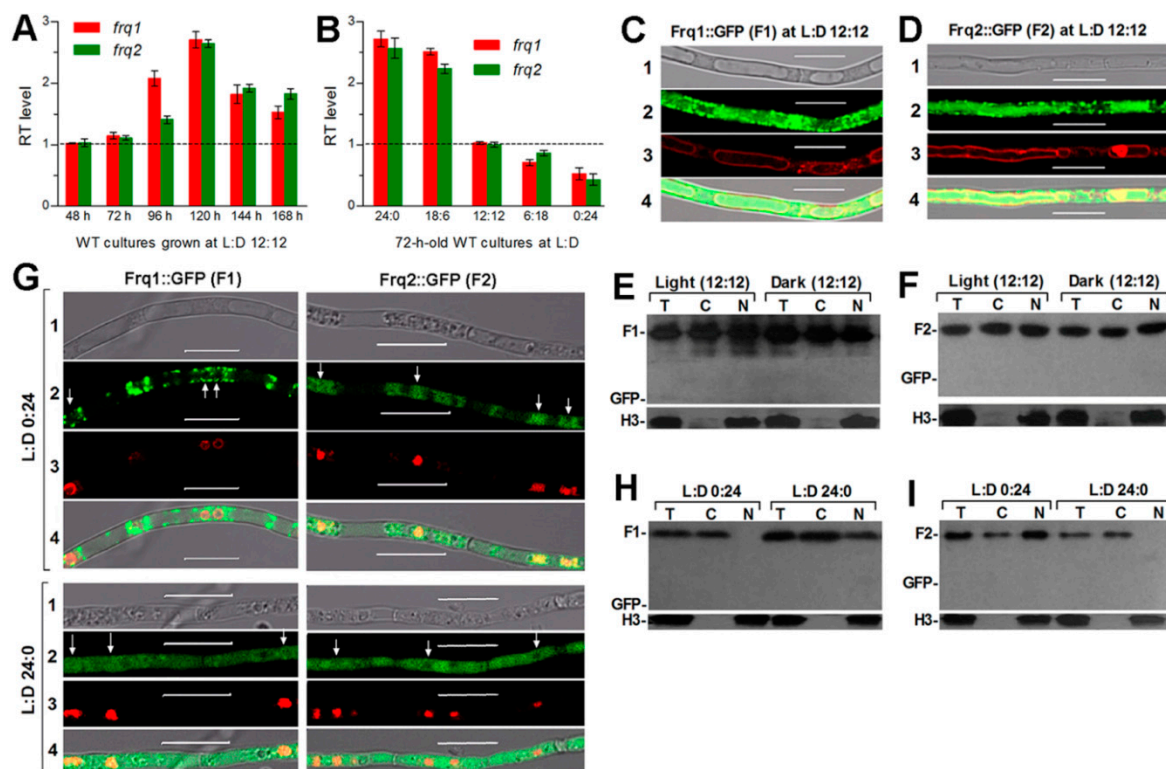 A
3
2
1
0
RT level
frq1
frq2
48 h 72 h 96 h 120 h 144 h 168 h
WT cultures grown at L:D 12:12
B
3
2
1
0
RT level
frq1
frq2
24:0 18:6 12:12 6:18 0:24
72-h-old WT cultures at L:D
C
Frq1::GFP (F1) at L:D 12:12
1
2
3
4
D
Frq2::GFP (F2) at L:D 12:12
1
2
3
4
G
Frq1::GFP (F1) Frq2::GFP (F2)
L:D 0:24
1
2
3
4
L:D 24:0
1
2
3
4
E
Light (12:12) Dark (12:12)
T C N T C N
F1-
GFP-
H3-
F
Light (12:12) Dark (12:12)
T C N T C N
F2-
GFP-
H3-
H
L:D 0:24 L:D 24:0
T C N T C N
F1-
GFP-
H3-
I
L:D 0:24 L:D 24:0
T C N T C N
F2-
GFP-
H3-